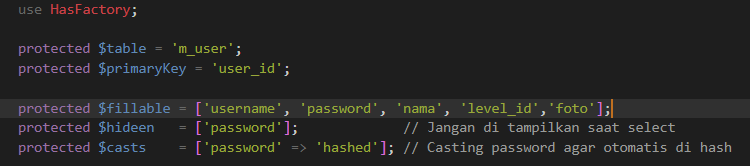 use HasFactory;
protected $table = 'm_user';
protected $primaryKey = 'user_id';
protected $fillable = ['username', 'password', 'nama', 'level_id','foto'];
protected $hideen   = ['password'];             // Jangan di tampilkan saat select
protected $casts    = ['password' => 'hashed']; // Casting password agar otomatis di hash